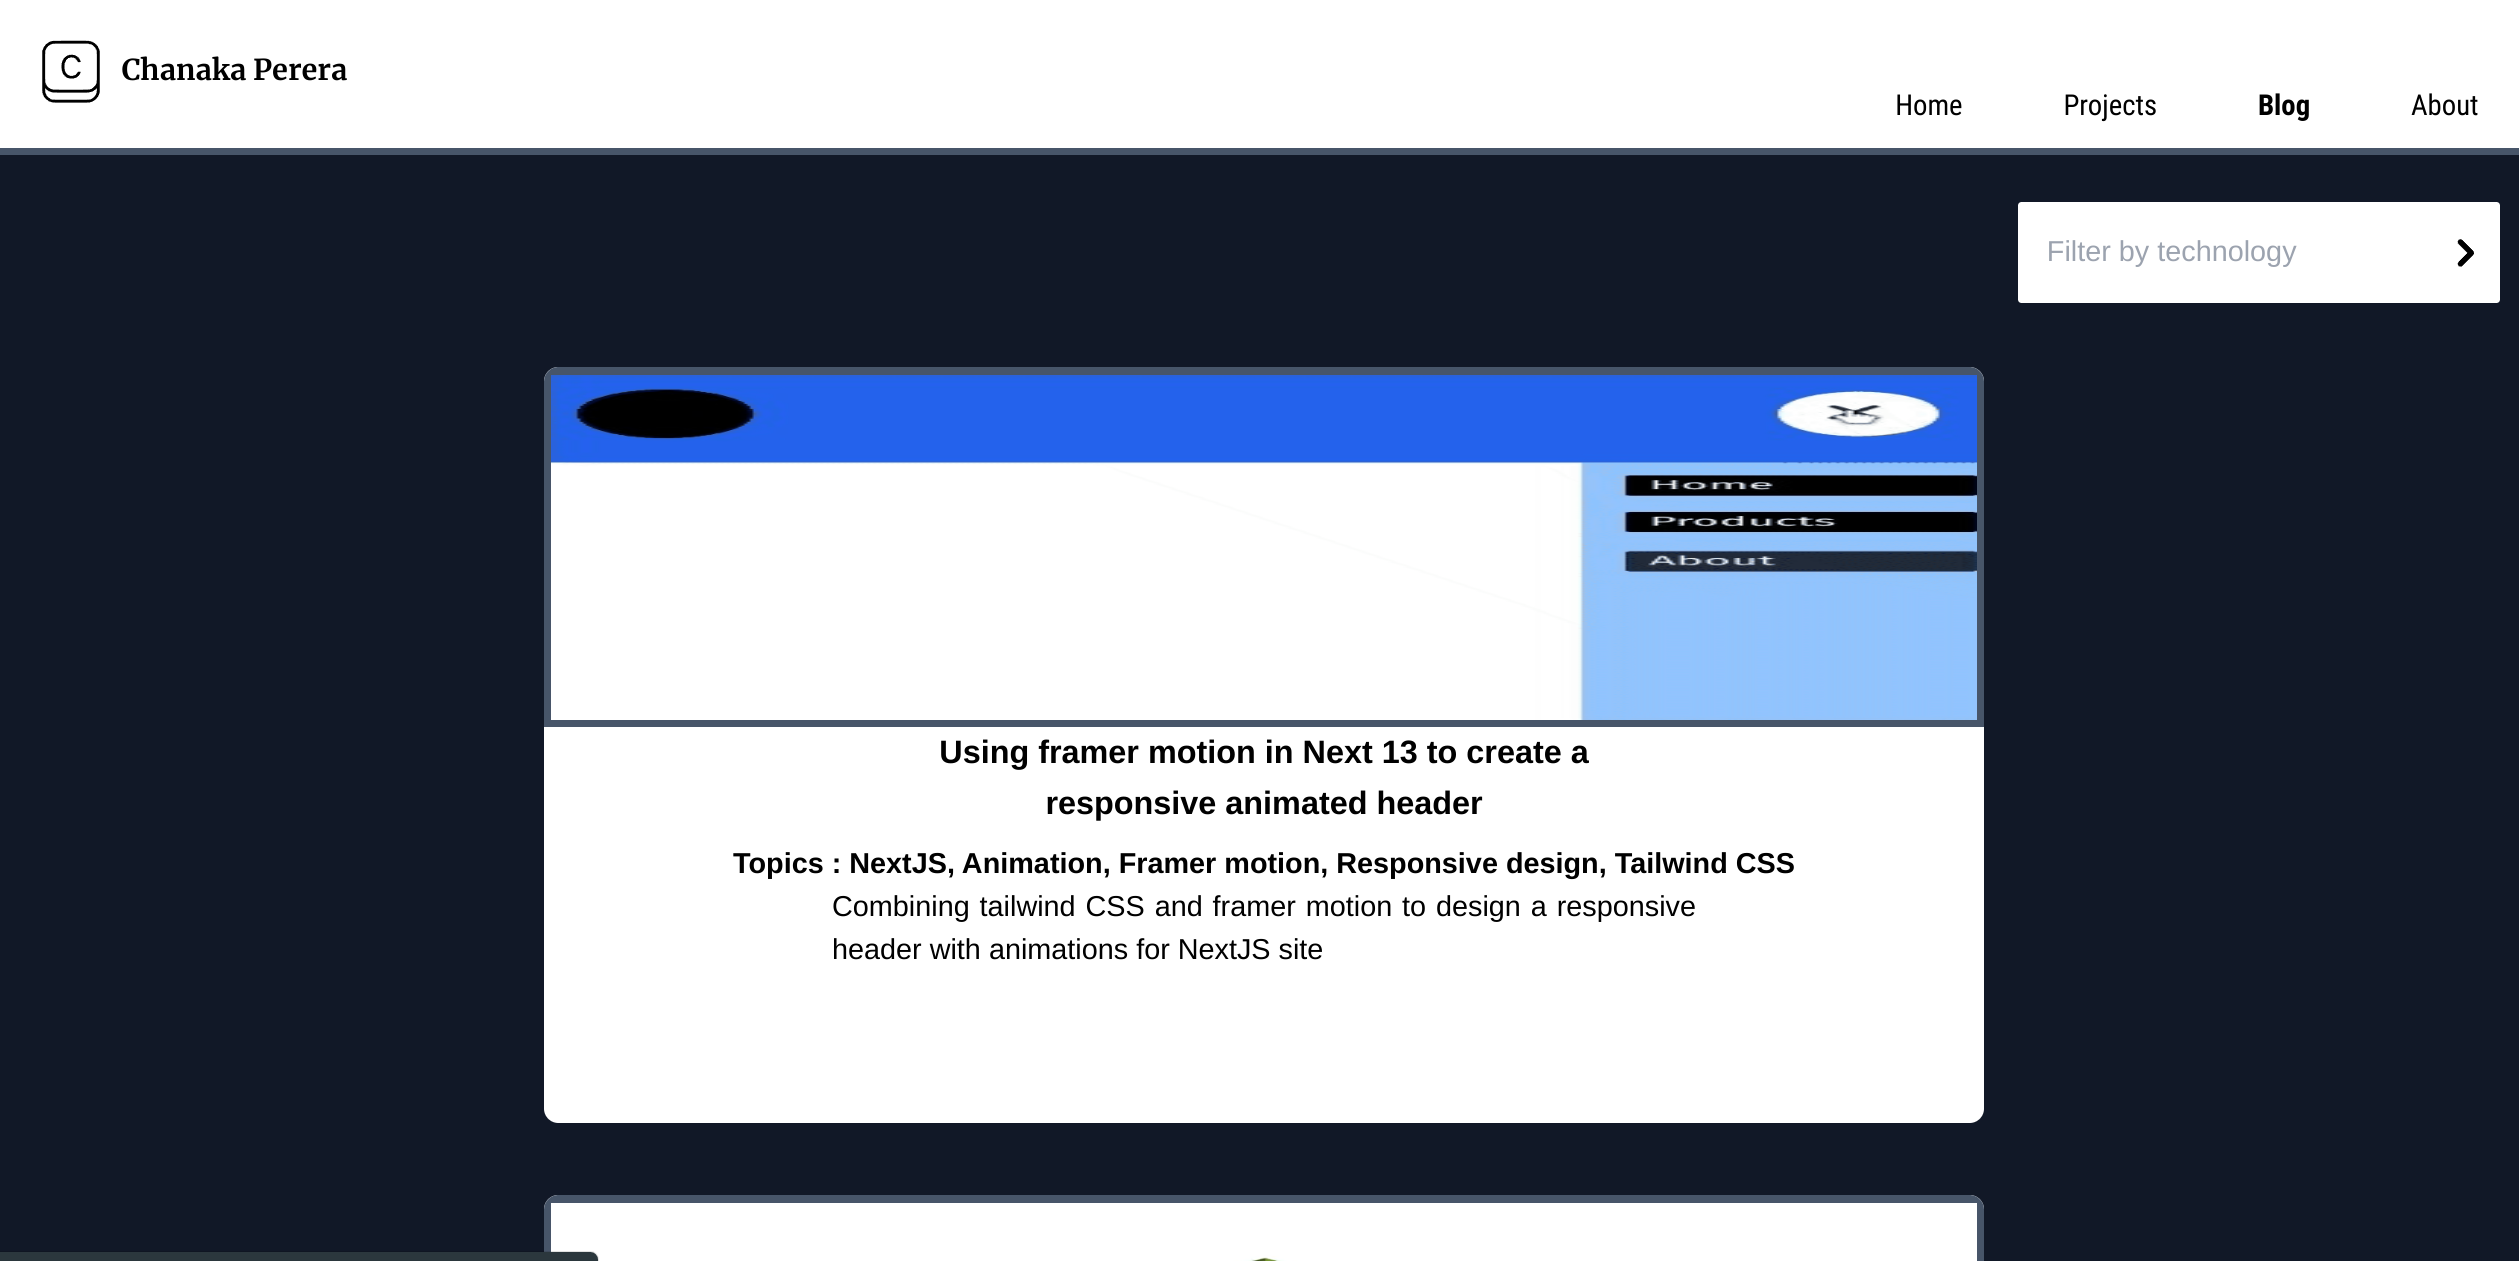 C
Chanaka Perera
Home
Projects
Blog
About
Filter by technology
Home
Products
About
Using framer motion in Next 13 to create a
responsive animated header
Topics : NextJS, Animation, Framer motion, Responsive design, Tailwind CSS
Combining tailwind CSS and framer motion to design a responsive
header with animations for NextJS site